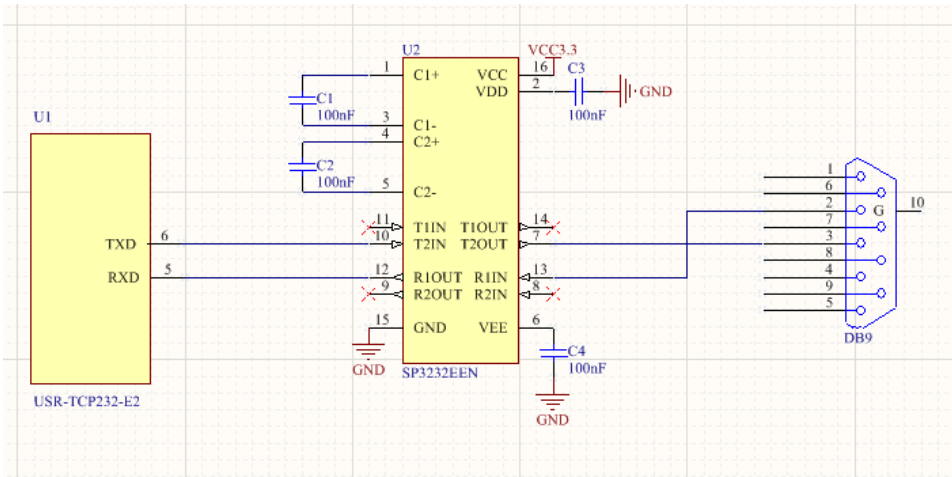 U1
TXD 6
RXD 5
USR-TCP232-E2
C1
100nF
C2
100nF
U2
1 C1+ VCC 16
VDD 2
3 C1-
4 C2+
5 C2-
11 T1IN T1OUT 14
10 T2IN T2OUT 7
12 R1OUT R1IN 13
9 R2OUT R2IN 8
15 GND VEE 6
SP3232EEN
GND
VCC3.3
C3
100nF
GND
C4
100nF
GND
1
6
2
7
3
8
4
9
5
G
10
DB9